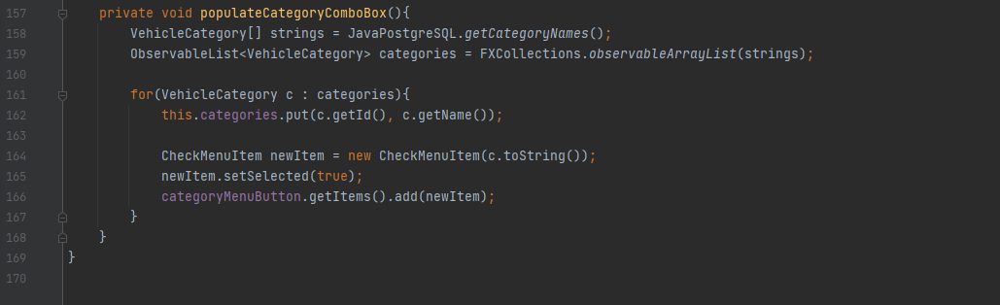 157 private void populateCategoryComboBox(){
158 VehicleCategory[] strings = JavaPostgreSQL.getCategoryNames();
159 ObservableList<VehicleCategory> categories = FXCollections.observableArrayList(strings);
160
161 for(VehicleCategory c : categories){
162 this.categories.put(c.getId(), c.getName());
163
164 CheckMenuItem newItem = new CheckMenuItem(c.toString());
165 newItem.setSelected(true);
166 categoryMenuButton.getItems().add(newItem);
167 }
168 }
169 }
170